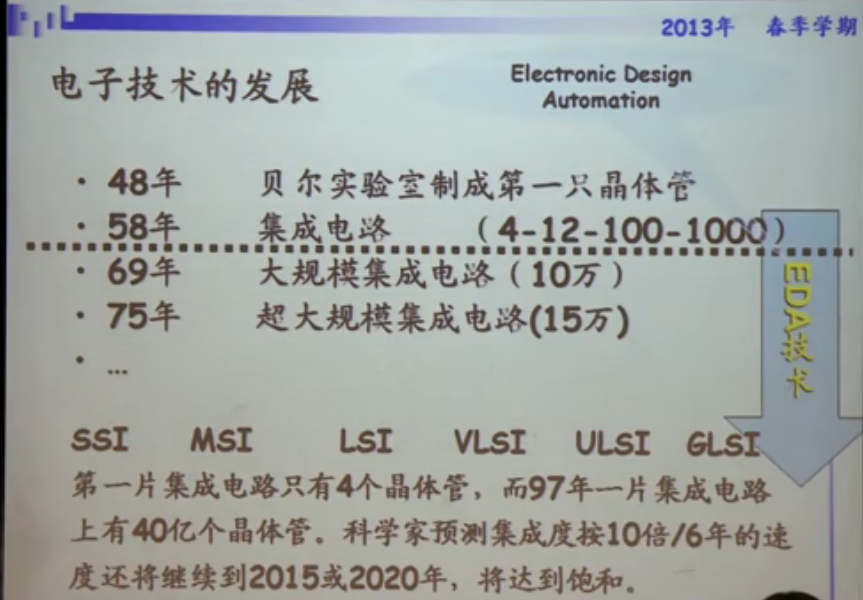 2013年 春季学期
电子技术的发展
Electronic Design
Automation
• 48年 贝尔实验室制成第一只晶体管
• 58年 集成电路 （4-12-100-1000）
• 69年 大规模集成电路（10万）
• 75年 超大规模集成电路(15万)
• …
EDA技术
SSI MSI LSI VLSI ULSI GLSI
第一片集成电路只有4个晶体管，而97年一片集成电路
上有40亿个晶体管。科学家预测集成度按10倍/6年的速
度还将继续到2015或2020年，将达到饱和。